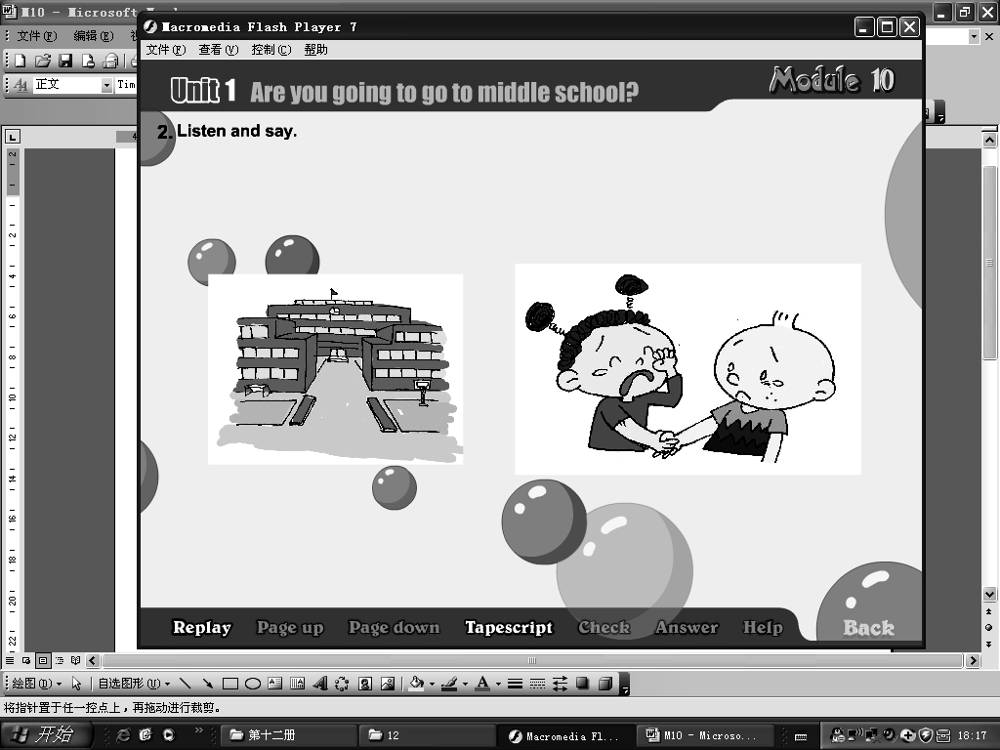 M10 - Microsoft Word
文件(F) 编辑(E)
正文 Tim
Macromedia Flash Player 7
文件(F) 查看(V) 控制(C) 帮助
Unit 1 Are you going to go to middle school?
Module 10
2. Listen and say.
Replay Page up Page down Tapescript Check Answer Help Back
绘图(D) 自选图形(U)
将指针置于任一控点上，再拖动进行裁剪。
开始 第十二册 12 Macromedia Fl... M10 - Microso... 18:17